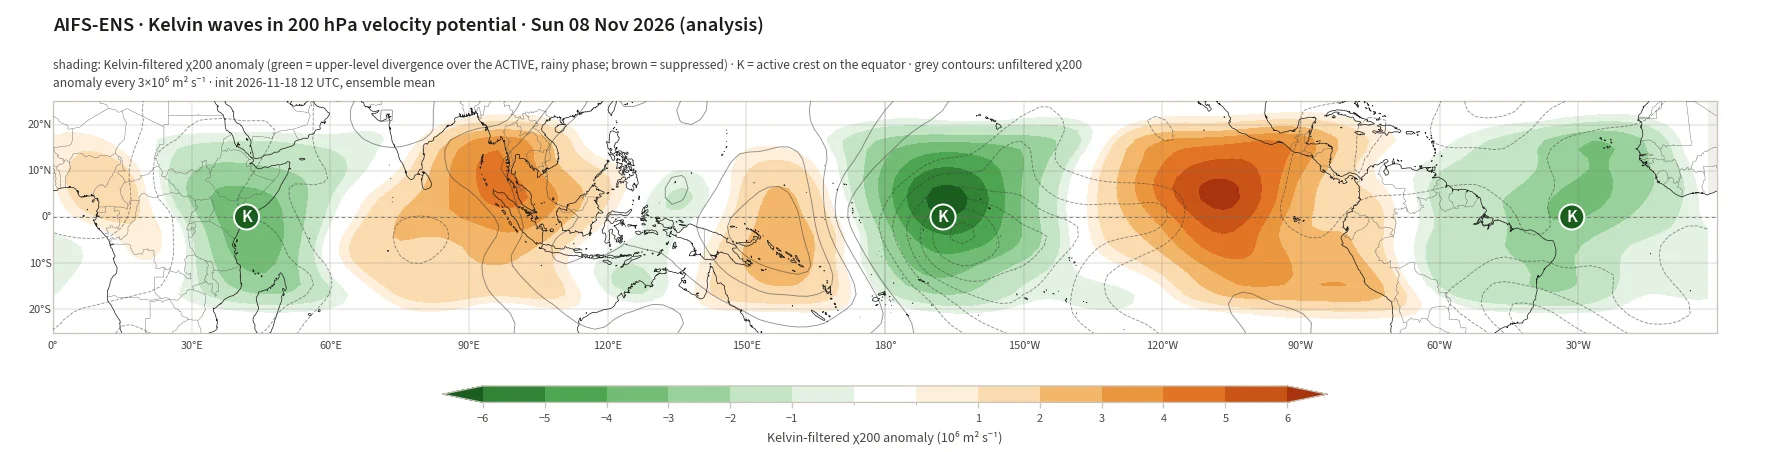 AIFS-ENS · Kelvin waves in 200 hPa velocity potential · Sun 08 Nov 2026 (analysis)
shading: Kelvin-filtered χ200 anomaly (green = upper-level divergence over the ACTIVE, rainy phase; brown = suppressed) · K = active crest on the equator · grey contours: unfiltered χ200
anomaly every 3×10⁶ m² s⁻¹ · init 2026-11-18 12 UTC, ensemble mean
20°N
10°N
0°
10°S
20°S
K K K
0° 30°E 60°E 90°E 120°E 150°E 180° 150°W 120°W 90°W 60°W 30°W
−6 −5 −4 −3 −2 −1 1 2 3 4 5 6
Kelvin-filtered χ200 anomaly (10⁶ m² s⁻¹)